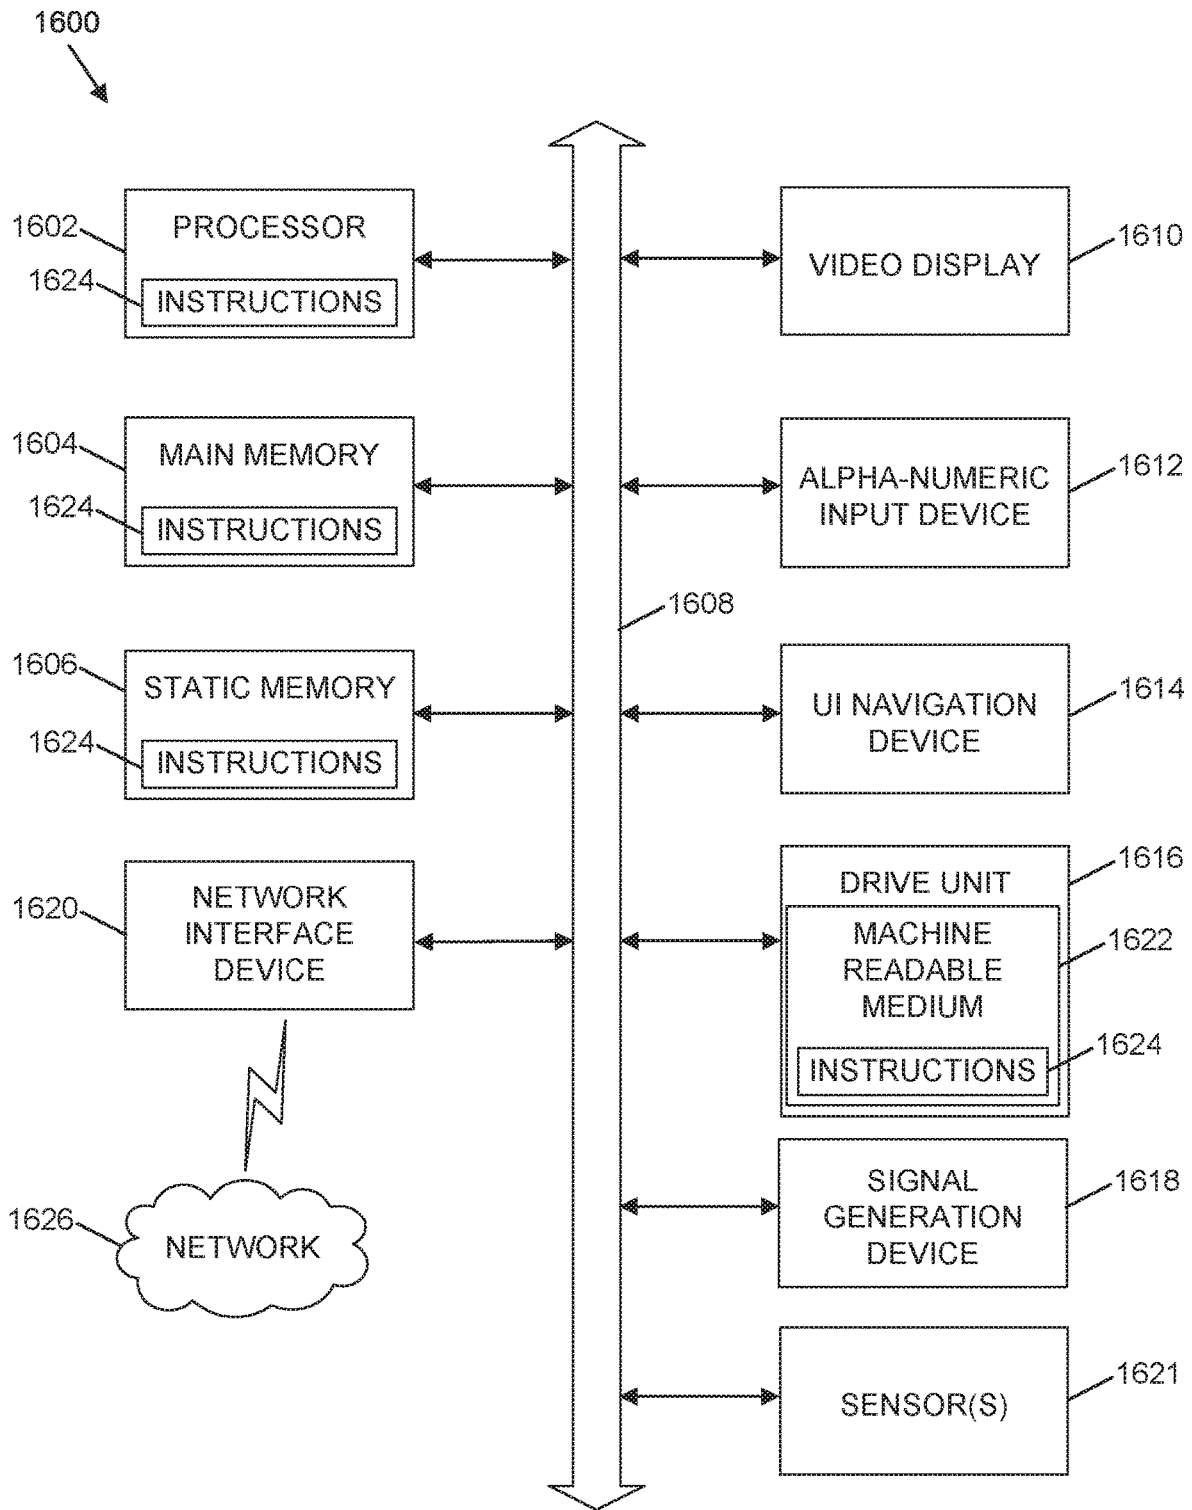 1600
1602
PROCESSOR
1624
INSTRUCTIONS
1604
MAIN MEMORY
1624
INSTRUCTIONS
1606
STATIC MEMORY
1624
INSTRUCTIONS
1620
NETWORK
INTERFACE
DEVICE
1626
NETWORK
1608
VIDEO DISPLAY
1610
ALPHA-NUMERIC
INPUT DEVICE
1612
UI NAVIGATION
DEVICE
1614
DRIVE UNIT
1616
MACHINE
READABLE
MEDIUM
1622
INSTRUCTIONS
1624
SIGNAL
GENERATION
DEVICE
1618
SENSOR(S)
1621